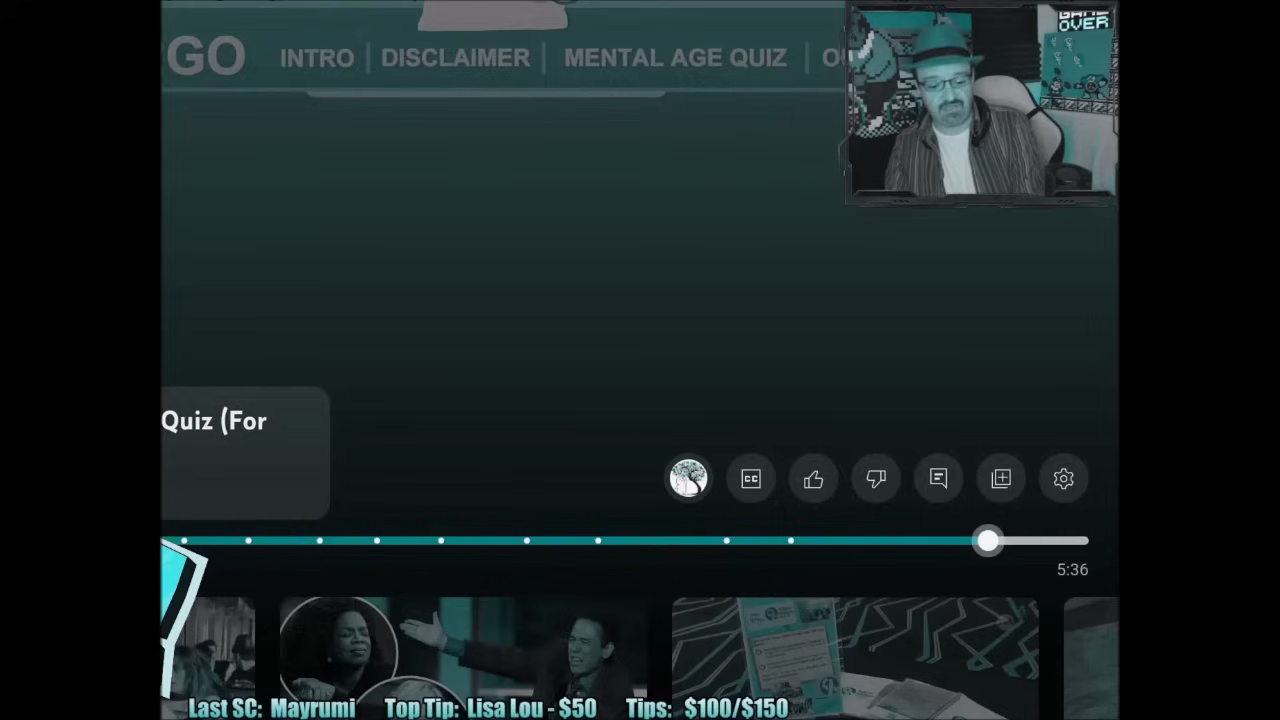 GO INTRO | DISCLAIMER | MENTAL AGE QUIZ |
GAME
OVER
Quiz (For
CC
5:36
Last SC: Mayrumi Top Tip: Lisa Lou - $50 Tips: $100/$150